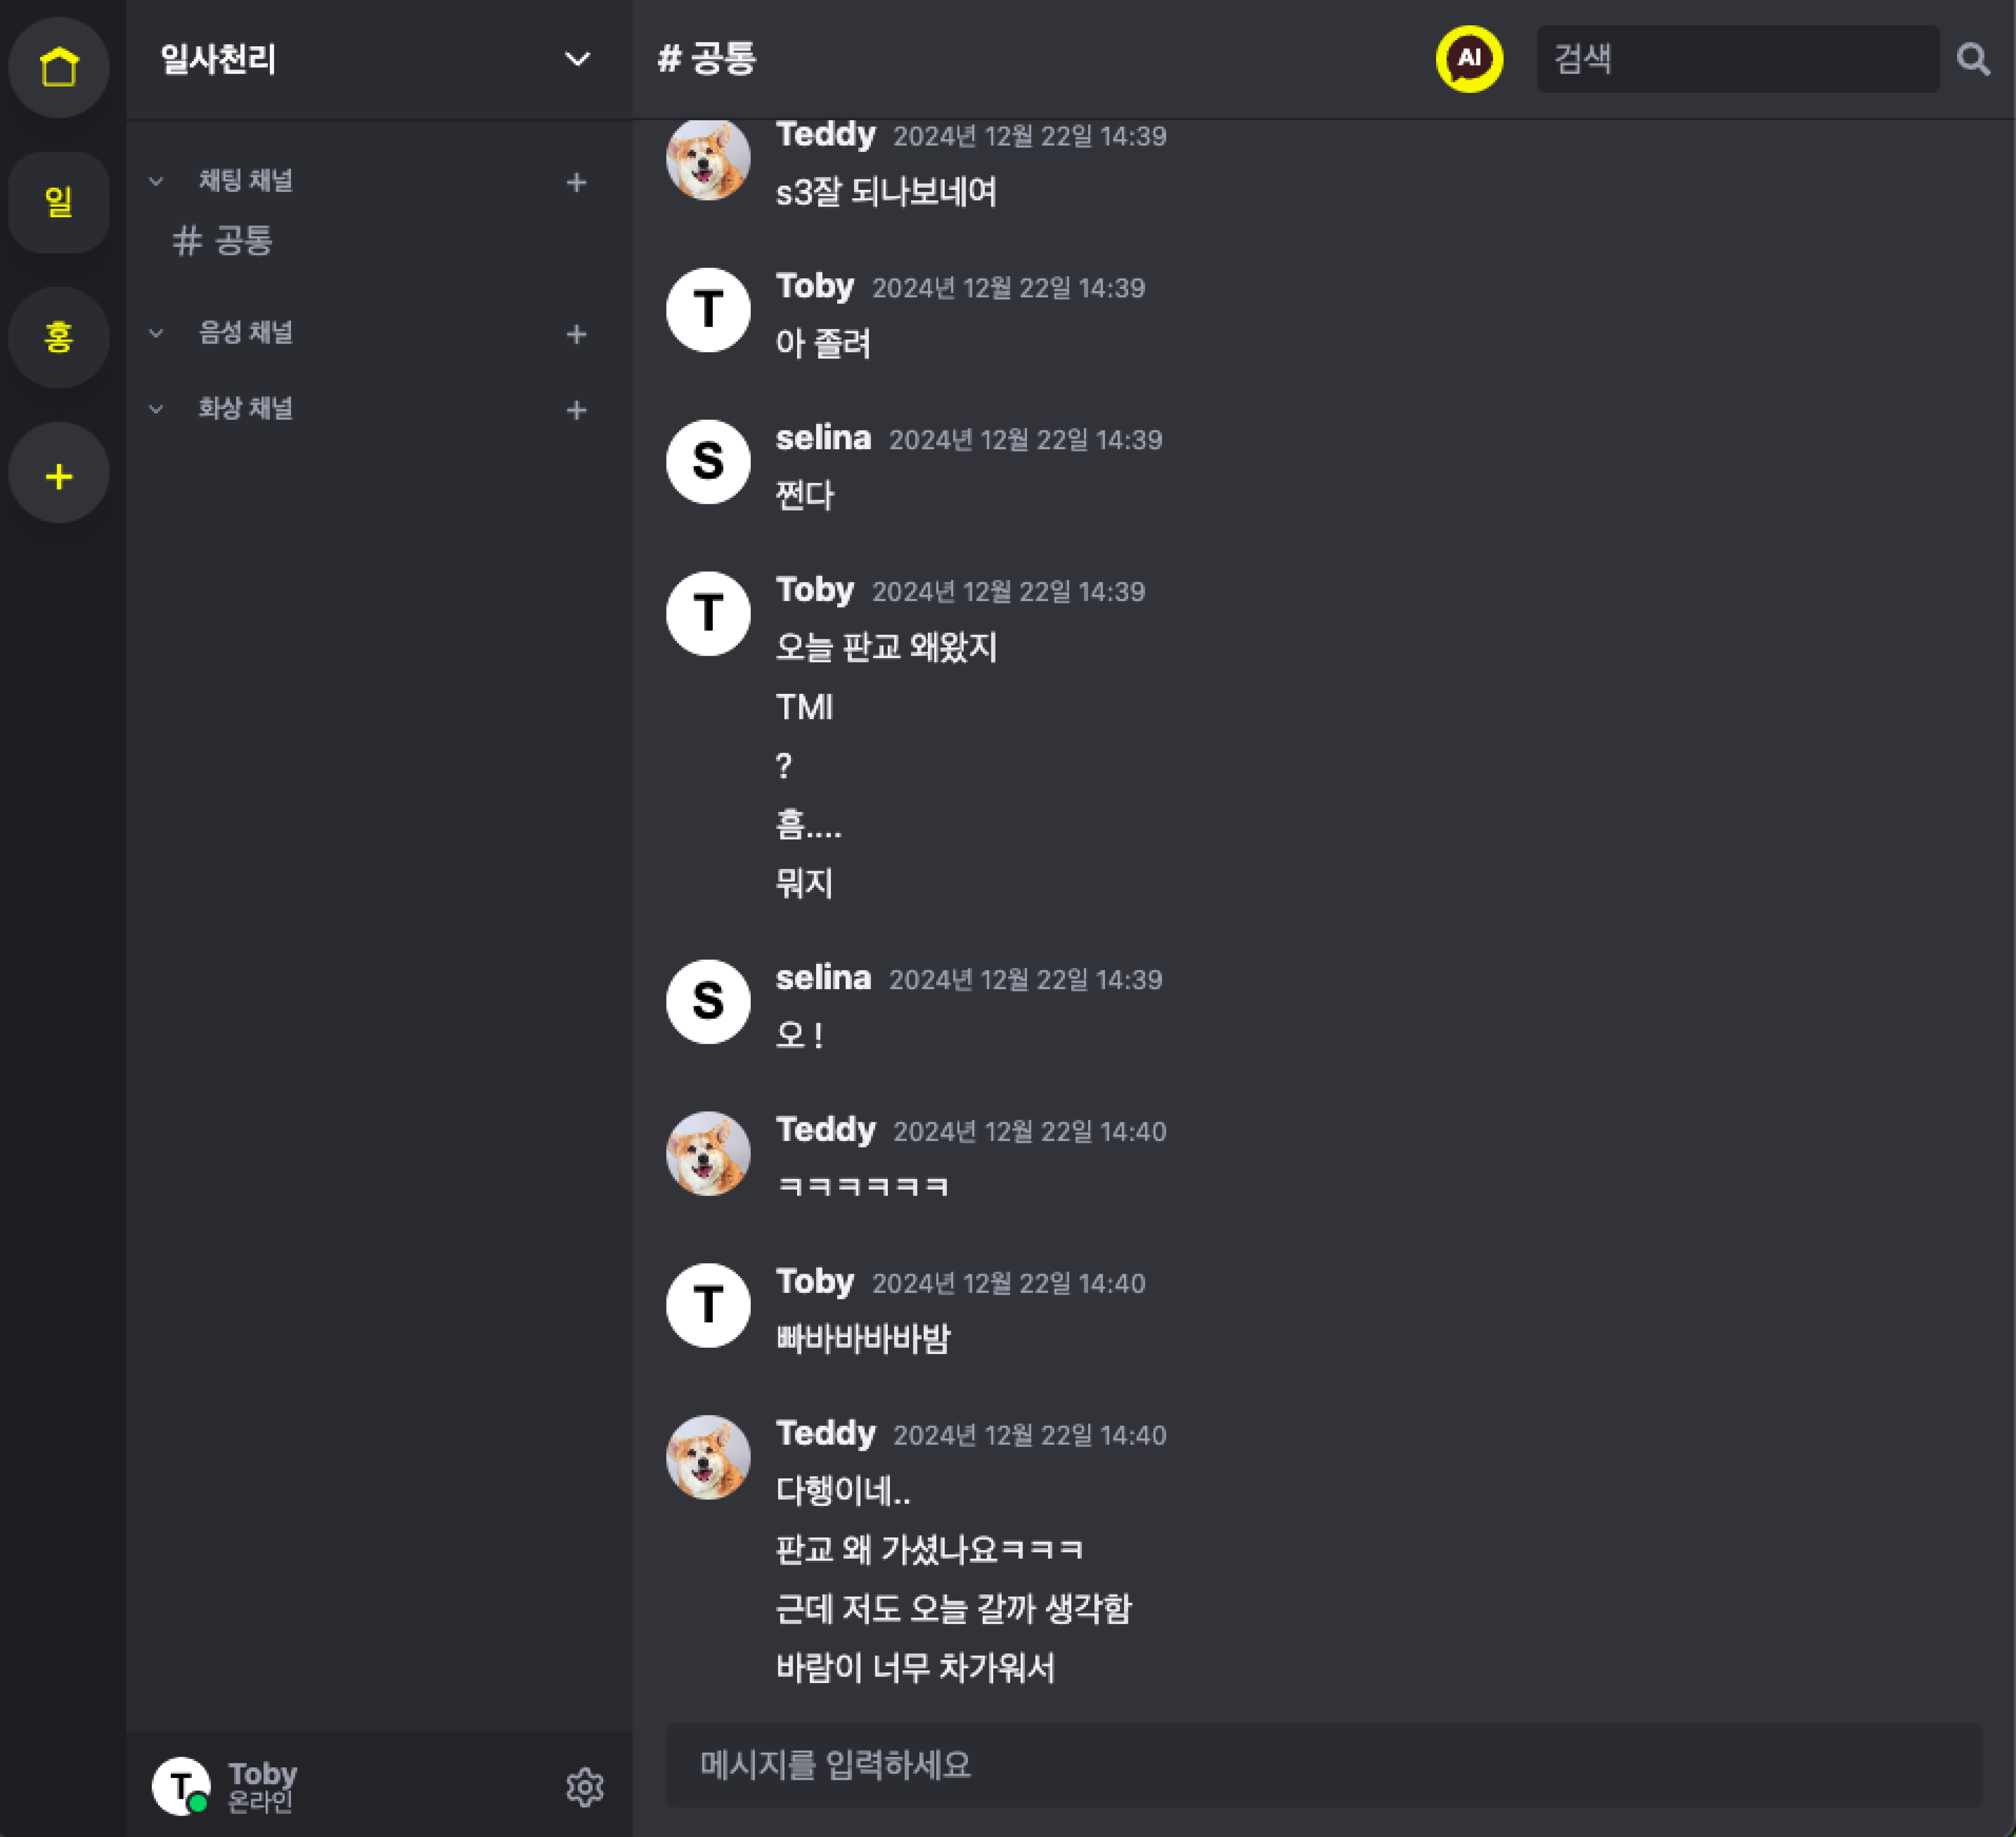 일사천리
# 공통
AI
검색
일
홍
+
채팅 채널 +
# 공통
음성 채널 +
화상 채널 +
Teddy 2024년 12월 22일 14:39
s3잘 되나보네여
T
Toby 2024년 12월 22일 14:39
아 졸려
S
selina 2024년 12월 22일 14:39
쩐다
T
Toby 2024년 12월 22일 14:39
오늘 판교 왜왔지
TMI
?
흠....
뭐지
S
selina 2024년 12월 22일 14:39
오 !
Teddy 2024년 12월 22일 14:40
ㅋㅋㅋㅋㅋㅋ
T
Toby 2024년 12월 22일 14:40
빠바바바바밤
Teddy 2024년 12월 22일 14:40
다행이네..
판교 왜 가셨나요ㅋㅋㅋ
근데 저도 오늘 갈까 생각함
바람이 너무 차가워서
메시지를 입력하세요
T
Toby
온라인